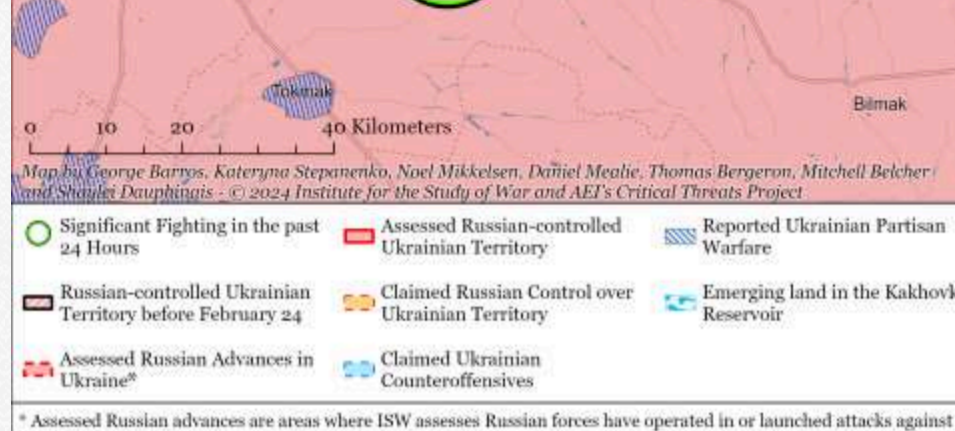 Tokmak
Bilmak
0 10 20 40 Kilometers
Map by George Barros, Kateryna Stepanenko, Noel Mikkelsen, Daniel Mealie, Thomas Bergeron, Mitchell Belcher
and Shaylei Dauphinais - © 2024 Institute for the Study of War and AEI's Critical Threats Project
Significant Fighting in the past
24 Hours
Assessed Russian-controlled
Ukrainian Territory
Reported Ukrainian Partisan
Warfare
Russian-controlled Ukrainian
Territory before February 24
Claimed Russian Control over
Ukrainian Territory
Emerging land in the Kakhovk
Reservoir
Assessed Russian Advances in
Ukraine*
Claimed Ukrainian
Counteroffensives
* Assessed Russian advances are areas where ISW assesses Russian forces have operated in or launched attacks against